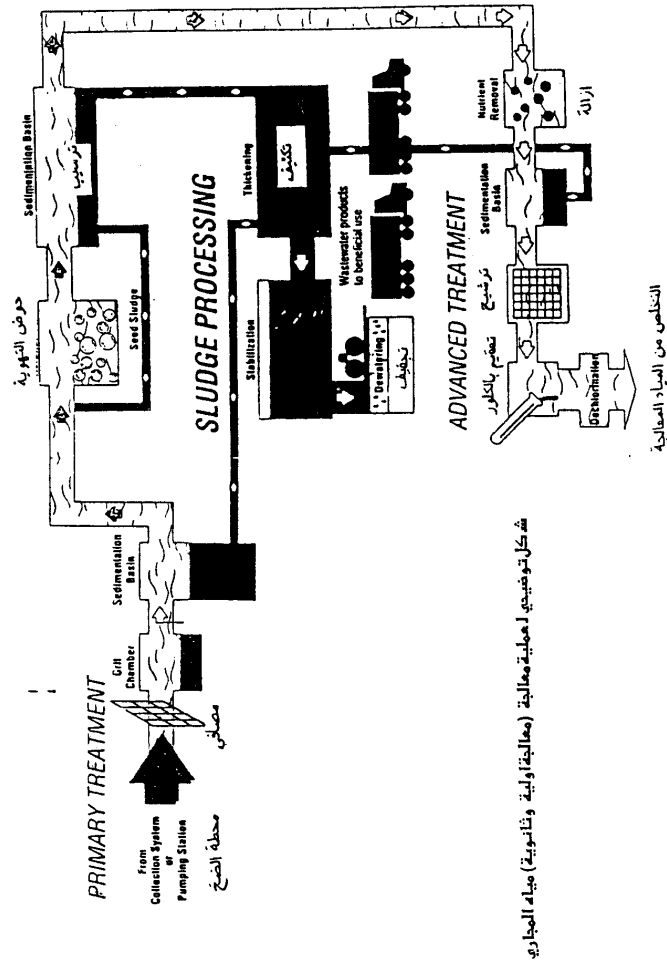 PRIMARY TREATMENT
From
Collection System
or
Pumping Station
محطة الضخ
مصافي
Grit
Chamber
Sedimentation
Basin
حوض التهوية
Seed Sludge
Sedimentation Basin
ترسيب
SLUDGE PROCESSING
Thickening
تكثيف
Stabilization
Dewatering
تجفيف
Wastewater products
to beneficial use
ADVANCED TREATMENT
Nutrient
Removal
ازالة
Sedimentation
Basin
ترشيح
تعقيم بالكلور
Dechlorination
التخلص من المياه المعالجة
شكل توضيحي لعملية معالجة (معالجة اولية وثانوية) مياه المجاري